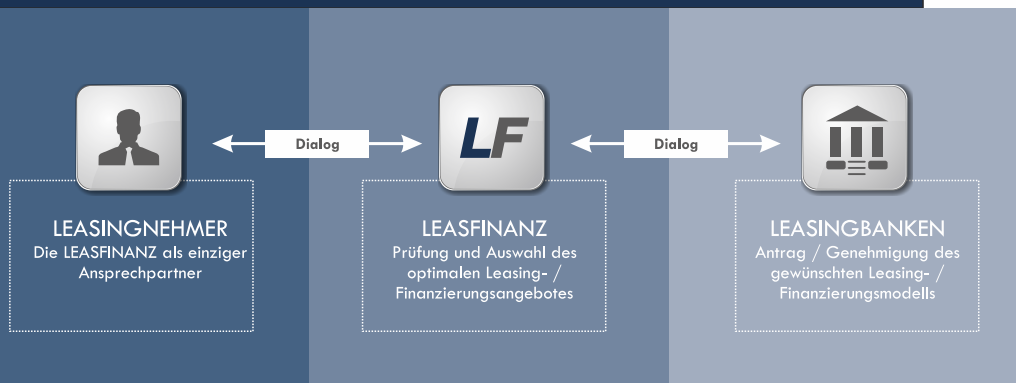 Dialog
LF
Dialog
LEASINGNEHMER
Die LEASFINANZ als einziger
Ansprechpartner
LEASFINANZ
Prüfung und Auswahl des
optimalen Leasing- /
Finanzierungsangebotes
LEASINGBANKEN
Antrag / Genehmigung des
gewünschten Leasing- /
Finanzierungsmodells